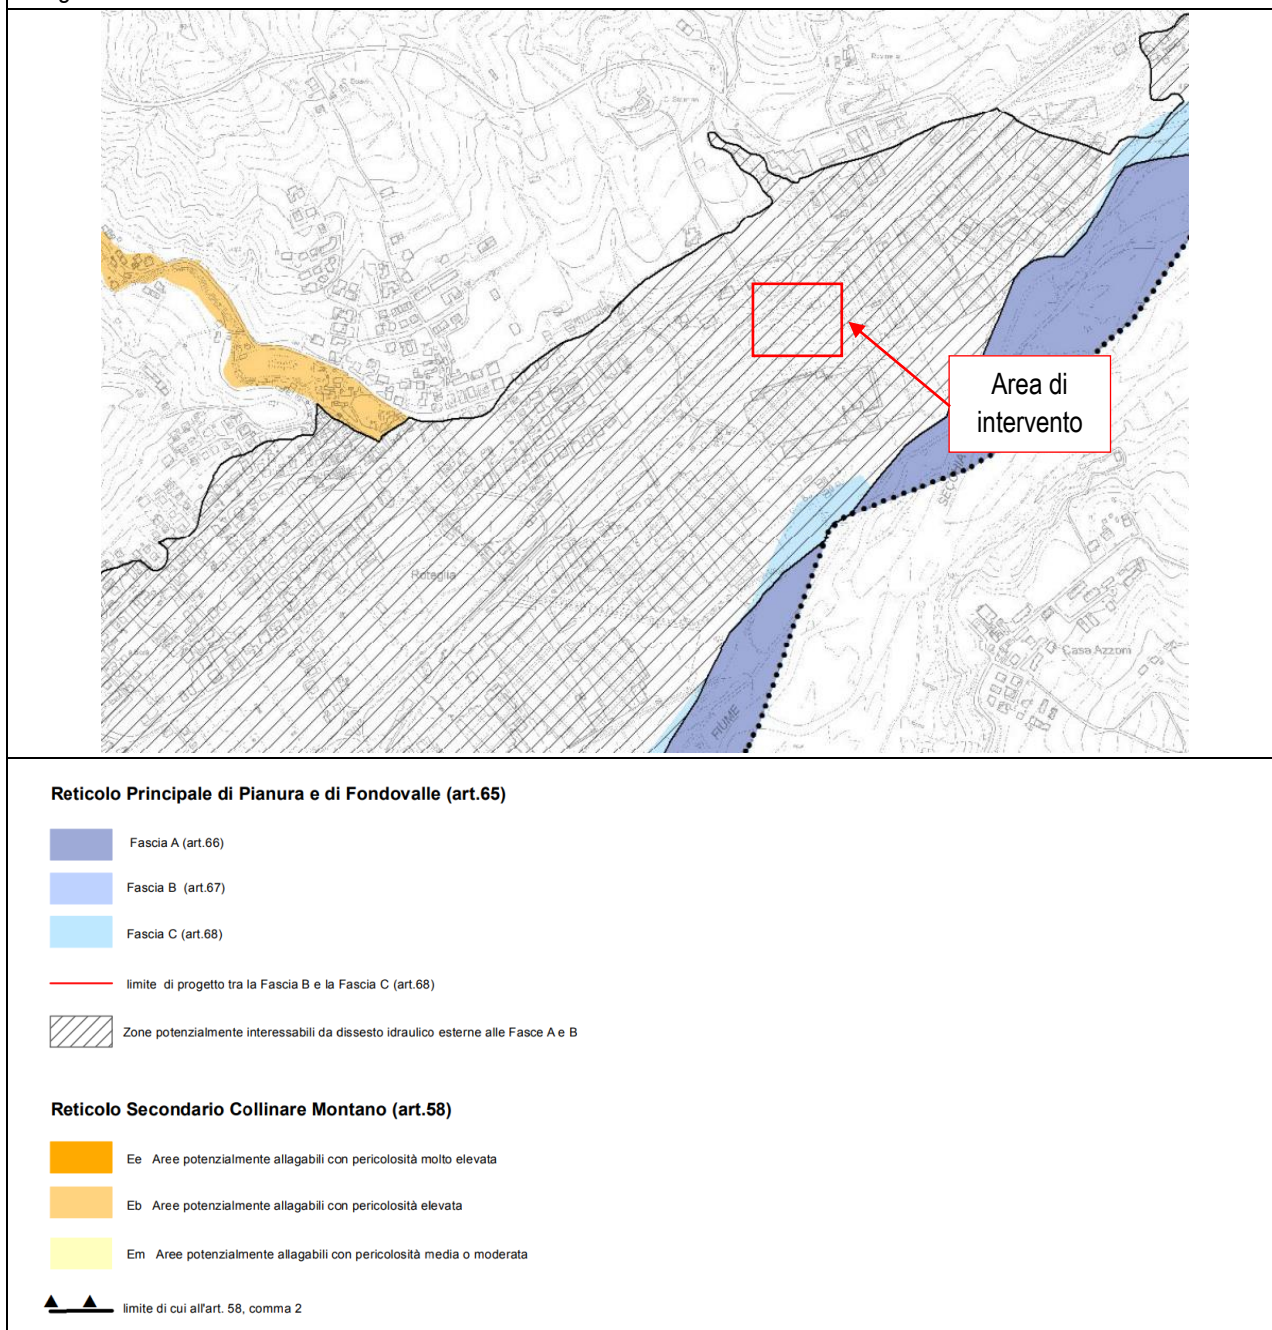 Area di
intervento
Roteglia
SECCHIA
FIUME
Casa Azzoni
Reticolo Principale di Pianura e di Fondovalle (art.65)
Fascia A (art.66)
Fascia B (art.67)
Fascia C (art.68)
limite di progetto tra la Fascia B e la Fascia C (art.68)
Zone potenzialmente interessabili da dissesto idraulico esterne alle Fasce A e B
Reticolo Secondario Collinare Montano (art.58)
Ee Aree potenzialmente allagabili con pericolosità molto elevata
Eb Aree potenzialmente allagabili con pericolosità elevata
Em Aree potenzialmente allagabili con pericolosità media o moderata
limite di cui all'art. 58, comma 2